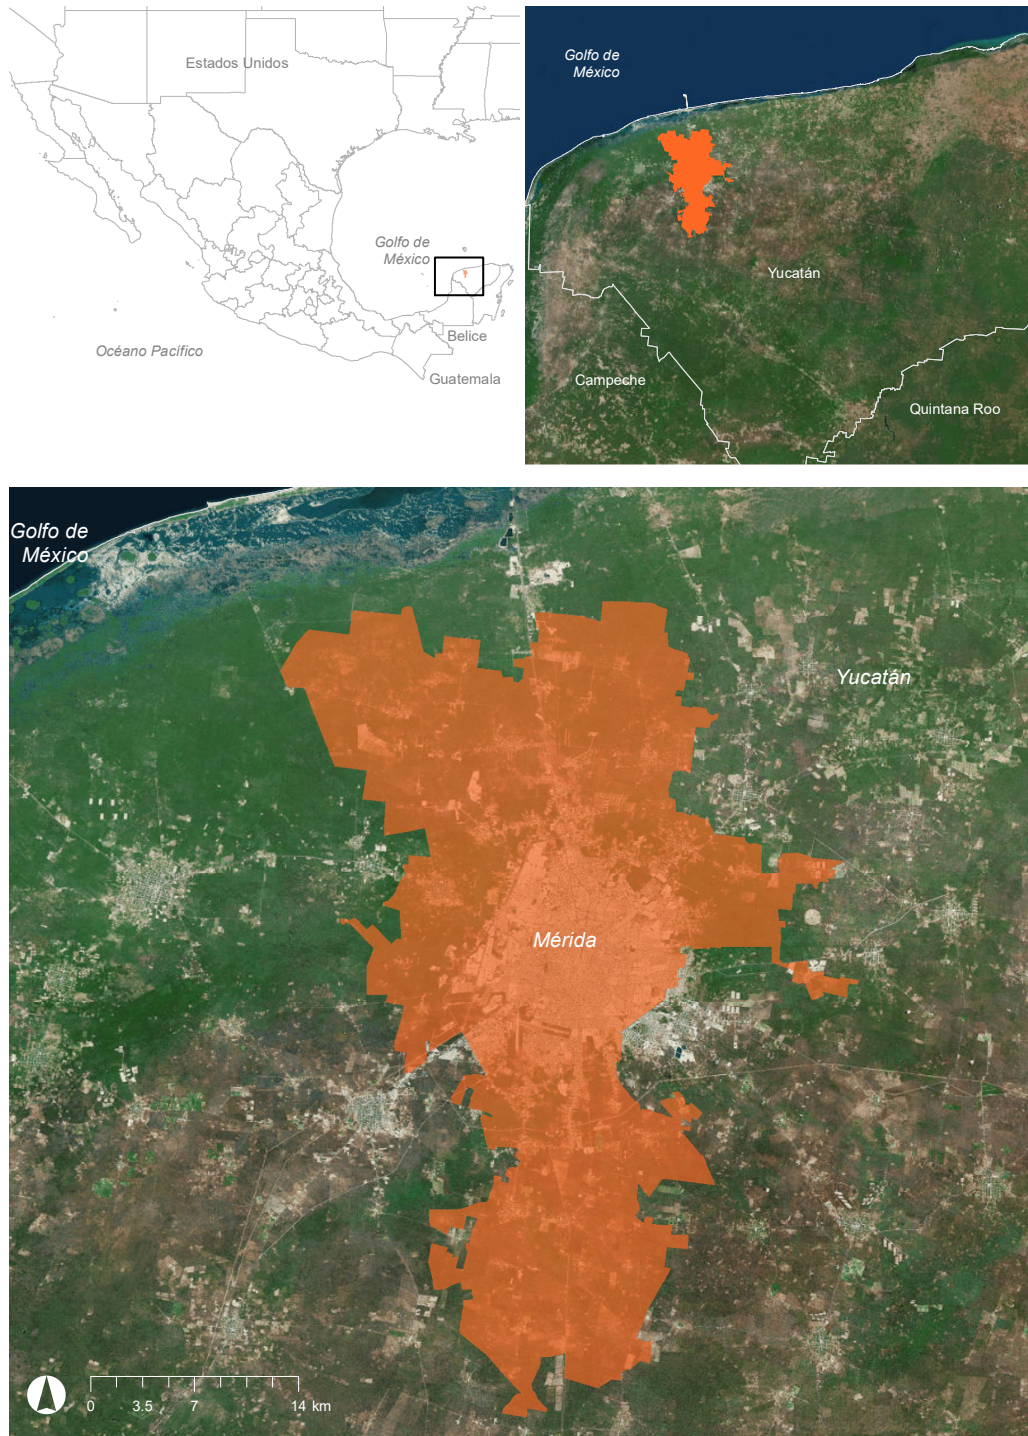 Estados Unidos
Golfo de
México
Belice
Océano Pacífico
Guatemala
Golfo de
México
Yucatán
Campeche
Quintana Roo
Golfo de
México
Yucatán
Mérida
0 3.5 7 14 km